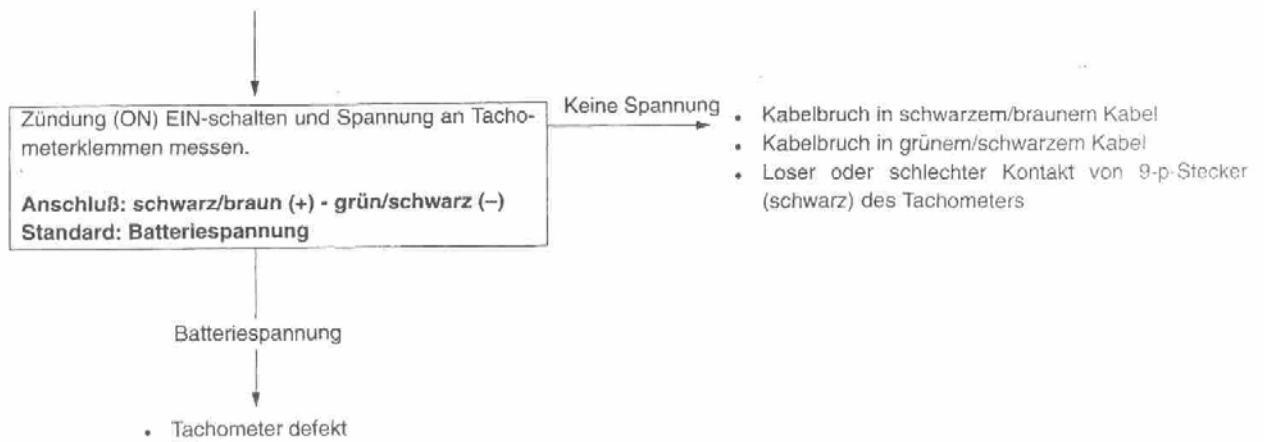 Zündung (ON) EIN-schalten und Spannung an Tacho-
meterklemmen messen.
Anschluß: schwarz/braun (+) - grün/schwarz (–)
Standard: Batteriespannung
Keine Spannung
• Kabelbruch in schwarzem/braunem Kabel
• Kabelbruch in grünem/schwarzem Kabel
• Loser oder schlechter Kontakt von 9-p-Stecker
(schwarz) des Tachometers
Batteriespannung
• Tachometer defekt